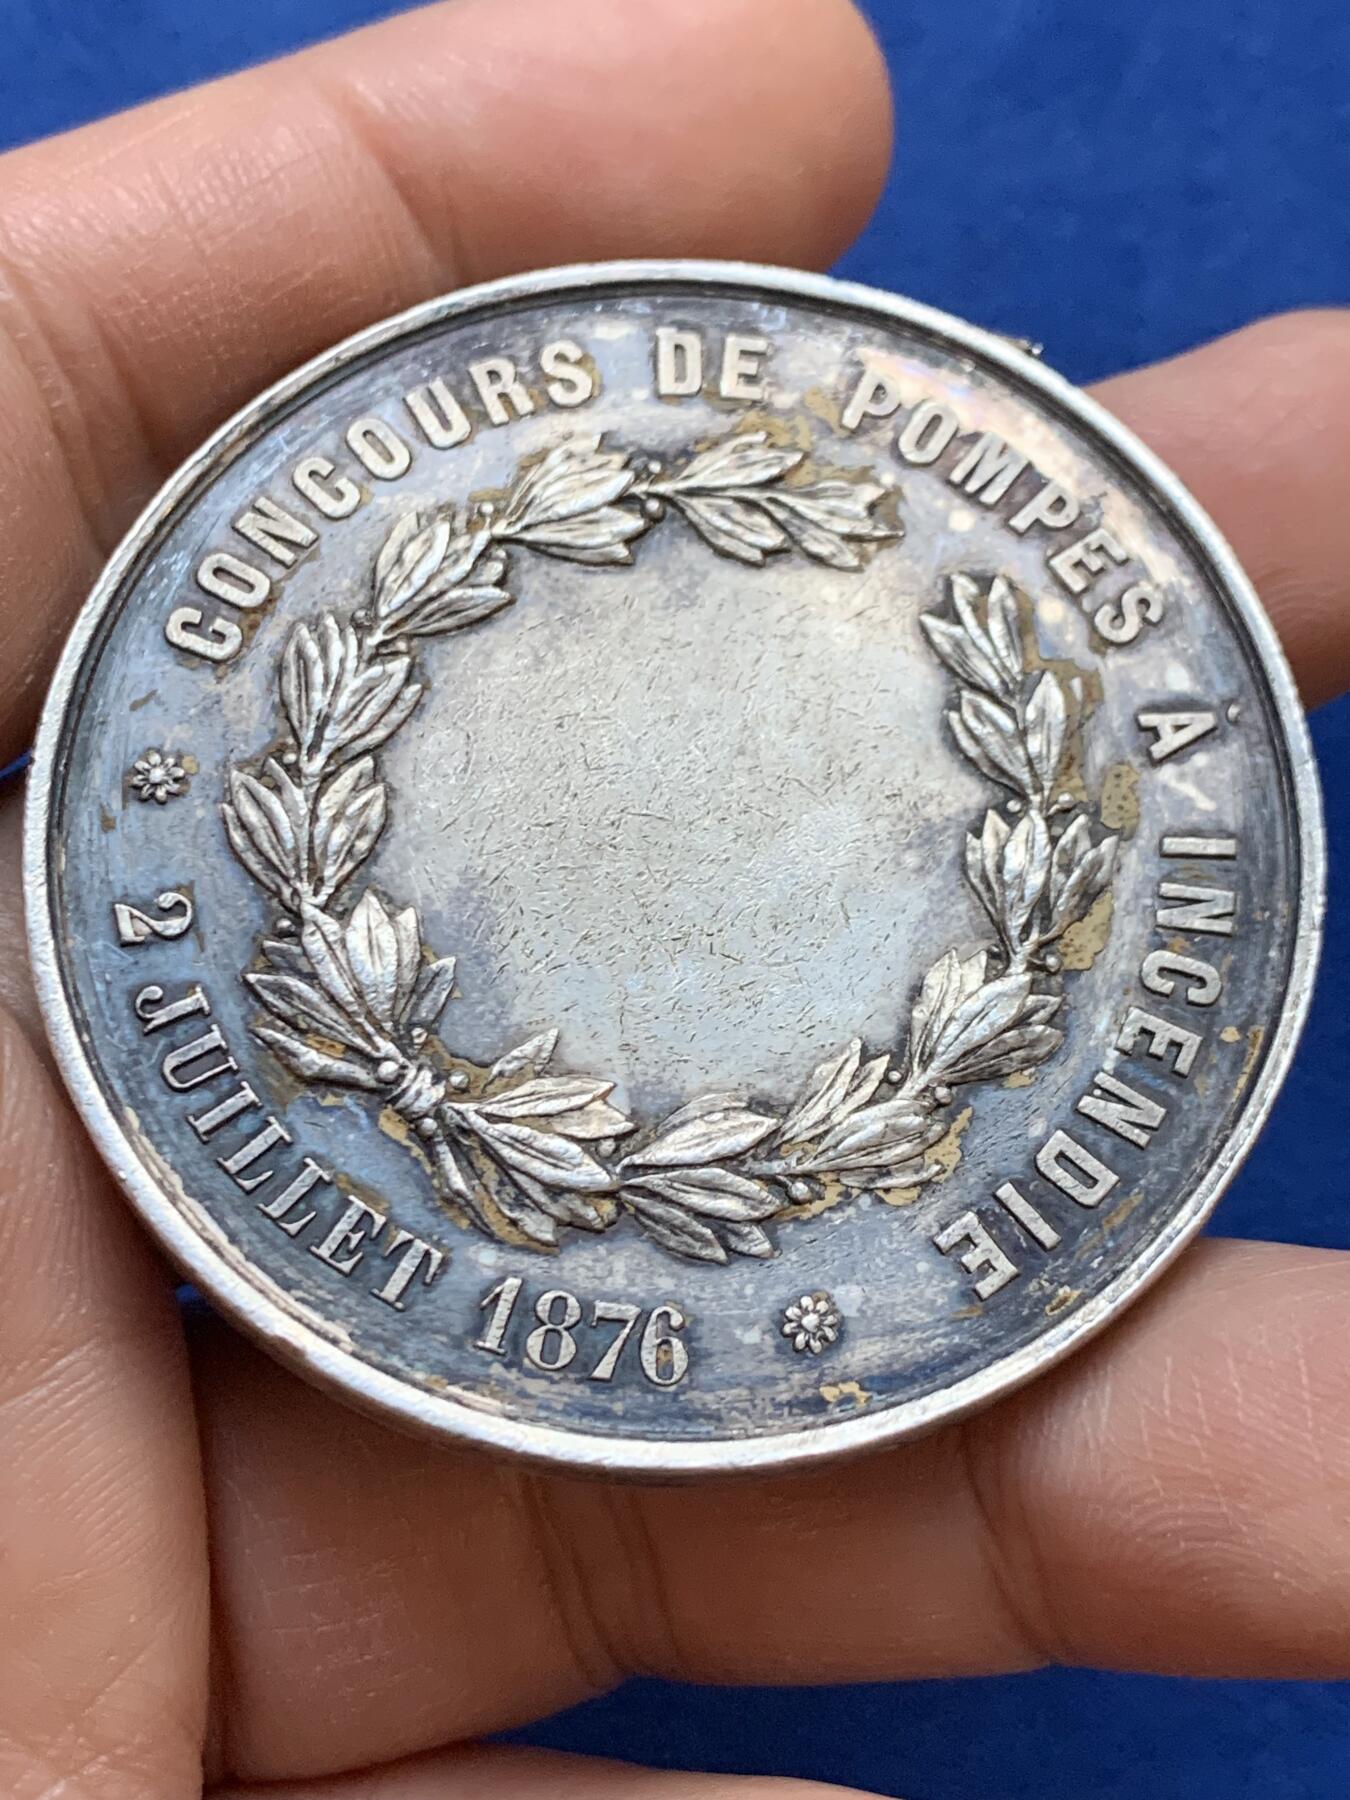 CONCOURS DE POMPES À INCENDIE
2 JUILLET 1876